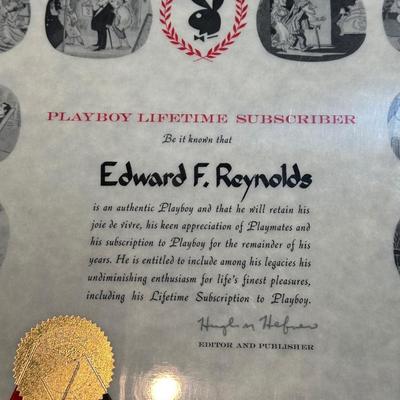 PLAYBOY LIFETIME SUBSCRIBER
Be it known that
Edward F. Reynolds
is an authentic Playboy and that he will retain his
joie de vivre, his keen appreciation of Playmates and
his subscription to Playboy for the remainder of his
years. He is entitled to include among his legacies his
undiminishing enthusiasm for life's finest pleasures,
including his Lifetime Subscription to Playboy.
Hugh M Hefner
EDITOR AND PUBLISHER